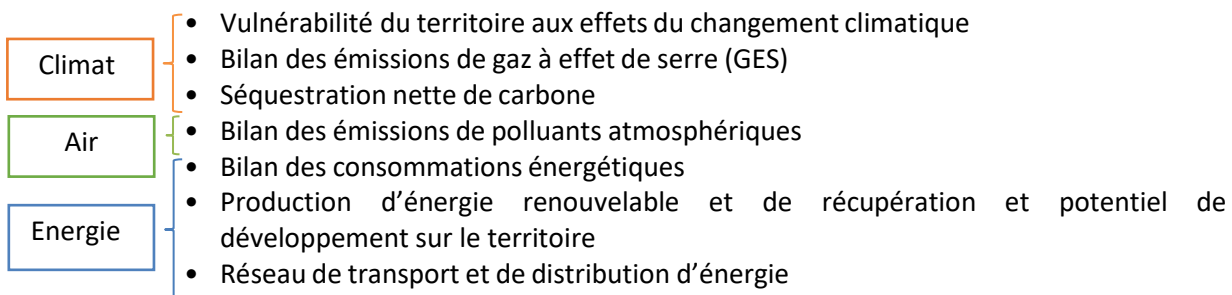 • Vulnérabilité du territoire aux effets du changement climatique
Climat
• Bilan des émissions de gaz à effet de serre (GES)
• Séquestration nette de carbone
Air
• Bilan des émissions de polluants atmosphériques
• Bilan des consommations énergétiques
Energie
• Production d’énergie renouvelable et de récupération et potentiel de
développement sur le territoire
• Réseau de transport et de distribution d’énergie